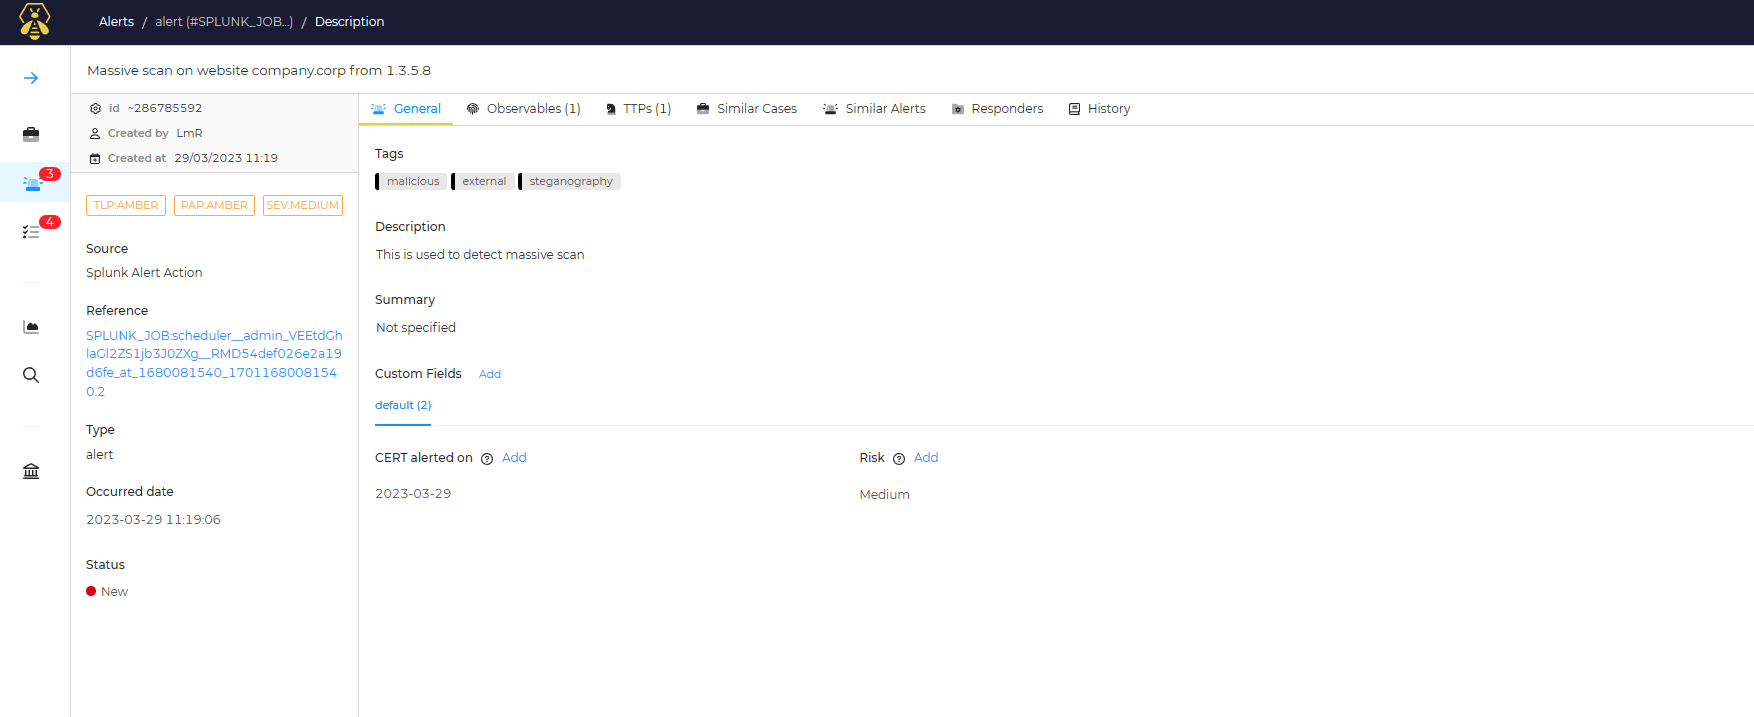 Alerts / alert (#SPLUNK_JOB...) / Description
Massive scan on website company.corp from 1.3.5.8
id ~286785592
Created by LmR
Created at 29/03/2023 11:19
3
4
TLP:AMBER PAP:AMBER SEV:MEDIUM
Source
Splunk Alert Action
Reference
SPLUNK_JOB:scheduler__admin_VEEtdGh
laGl2ZS1jb3J0ZXg__RMD54def026e2a19
d6fe_at_1680081540_1701168008154
0.2
Type
alert
Occurred date
2023-03-29 11:19:06
Status
New
General Observables (1) TTPs (1) Similar Cases Similar Alerts Responders History
Tags
malicious external steganography
Description
This is used to detect massive scan
Summary
Not specified
Custom Fields Add
default (2)
CERT alerted on Add
2023-03-29
Risk Add
Medium